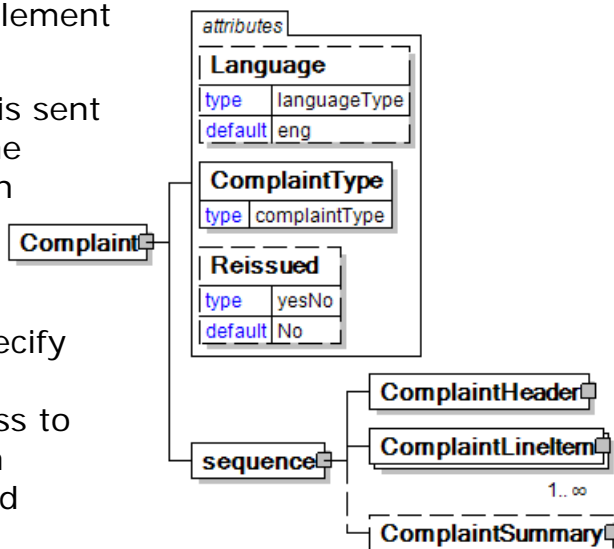 lement
is sent
ne
n
ecify
ss to
n
d
attributes
Language
type languageType
default eng
ComplaintType
type complaintType
Reissued
type yesNo
default No
Complaint
sequence
ComplaintHeader
ComplaintLineItem
1.. ∞
ComplaintSummary